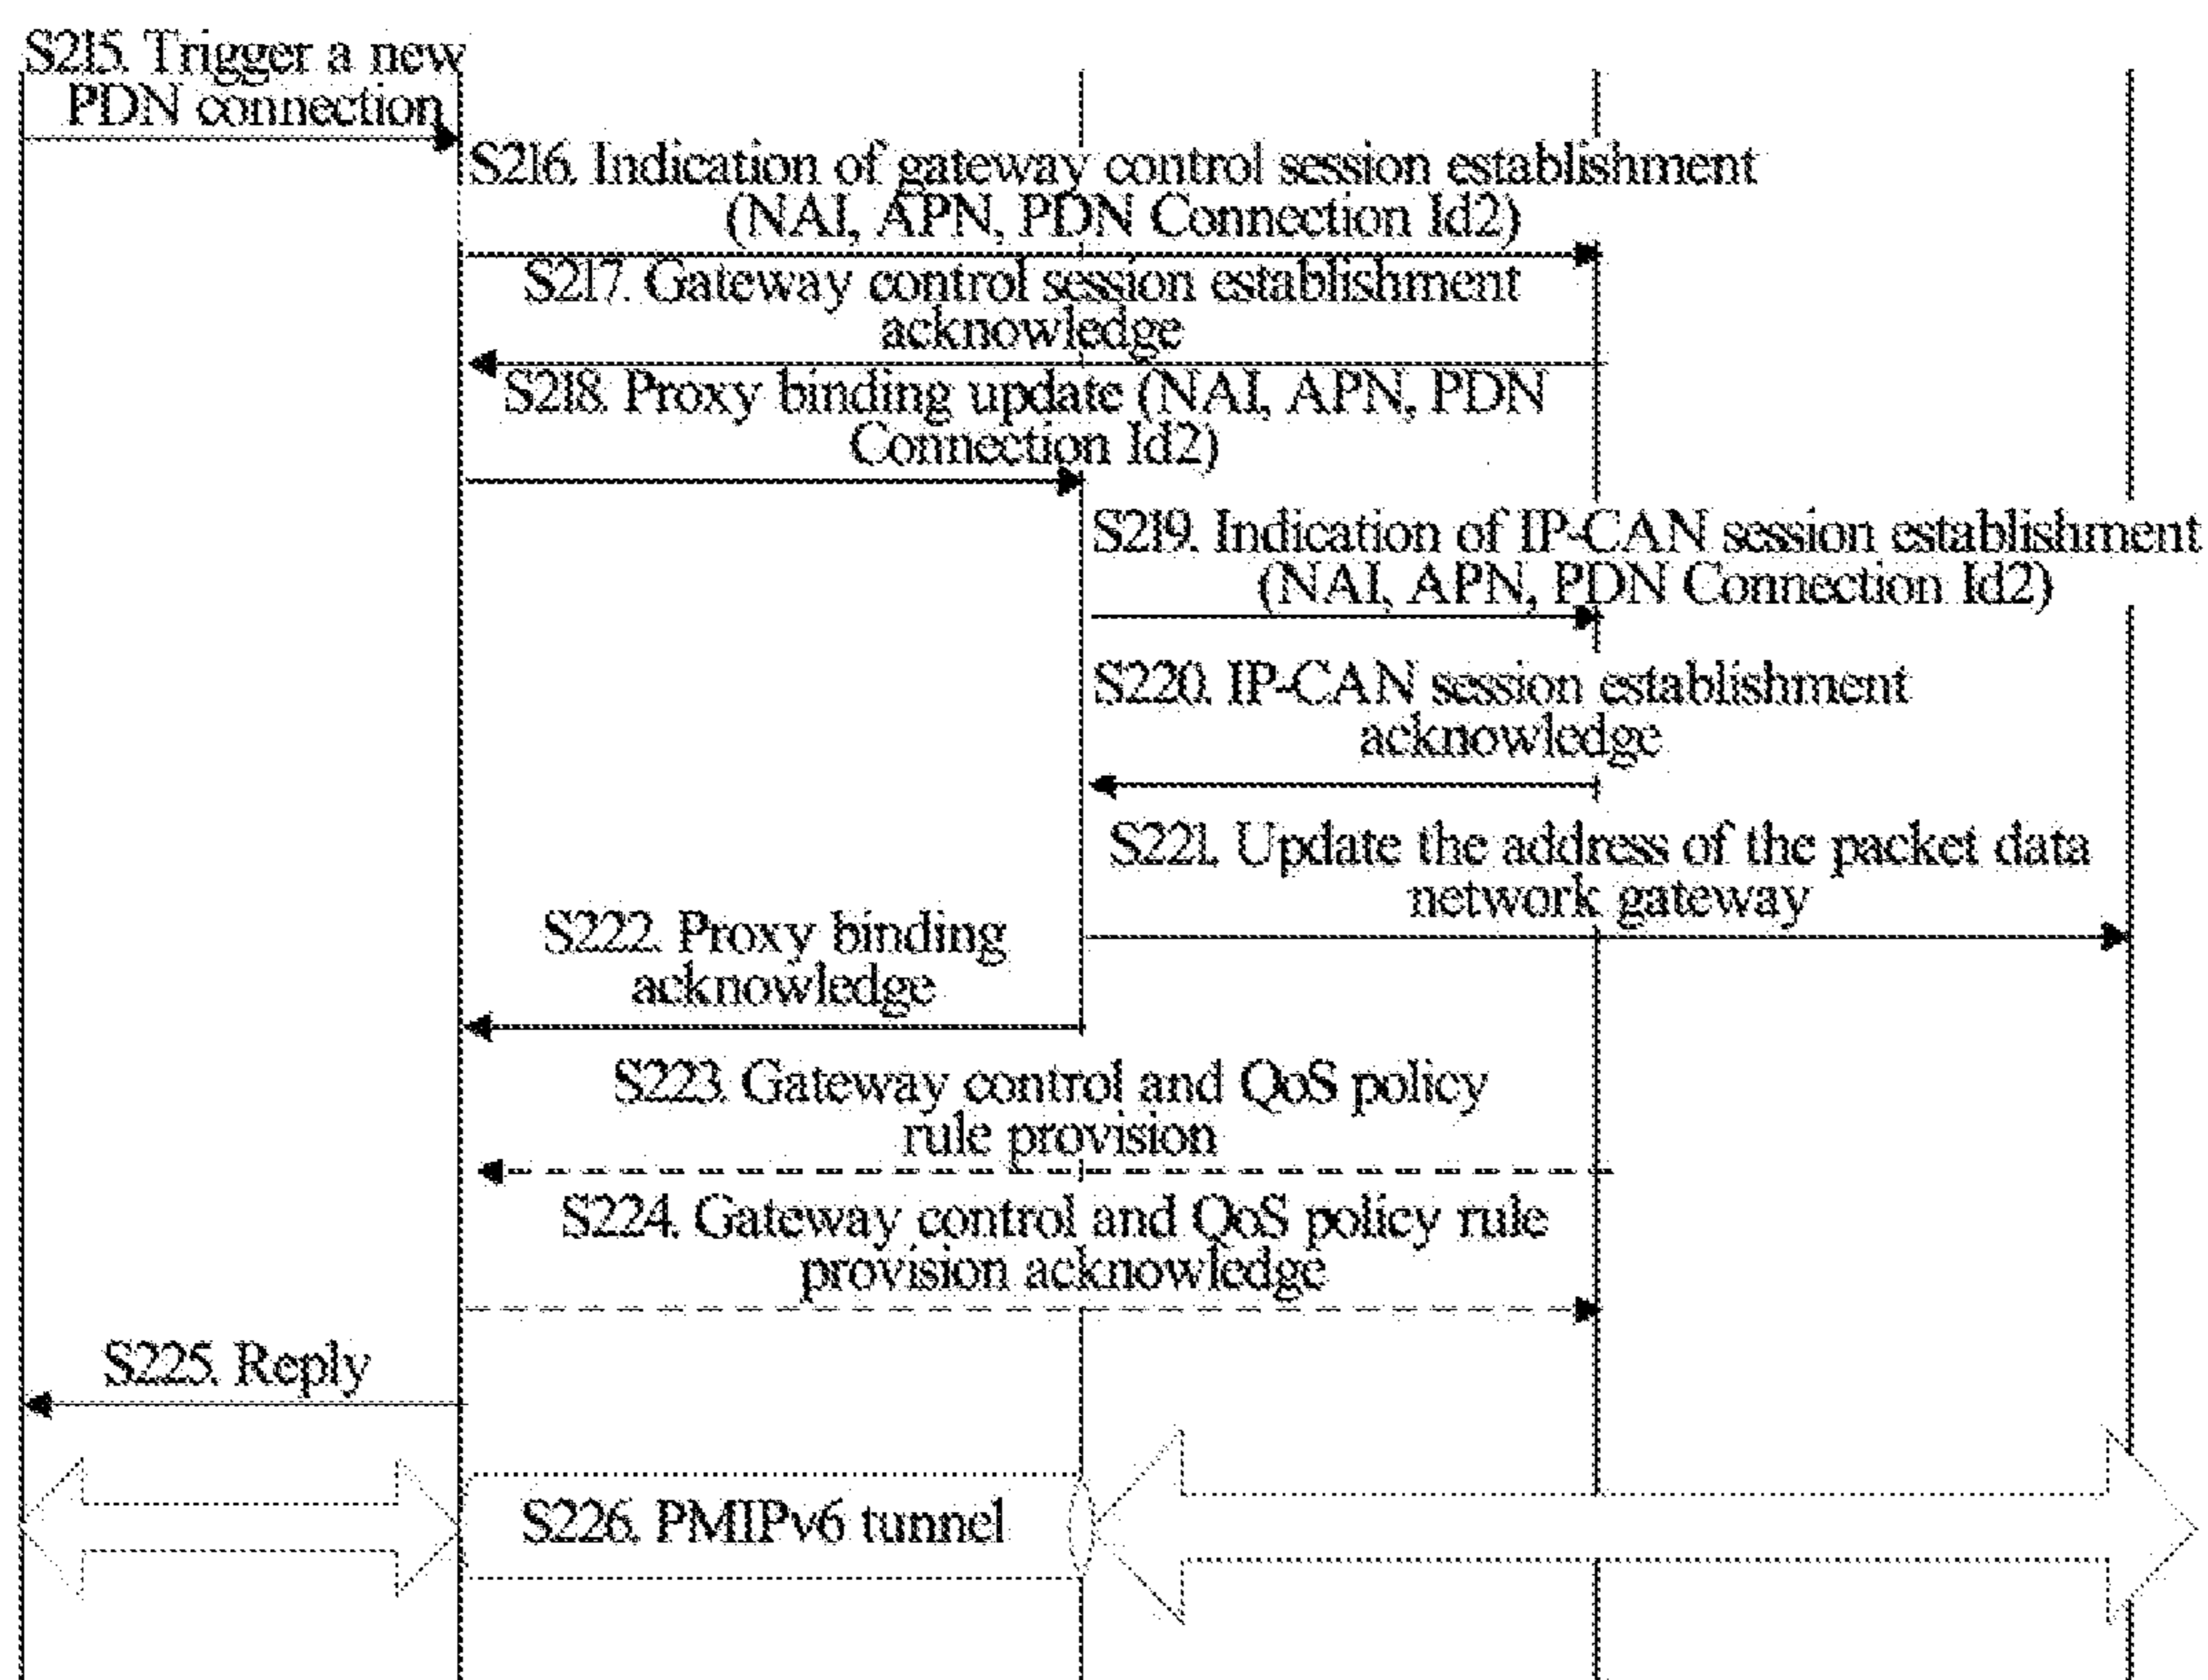 S215. Trigger a new
PDN connection
S216. Indication of gateway control session establishment
(NAI, APN, PDN Connection Id2)
S217. Gateway control session establishment
acknowledge
S218. Proxy binding update (NAI, APN, PDN
Connection Id2)
S219. Indication of IP-CAN session establishment
(NAI, APN, PDN Connection Id2)
S220. IP-CAN session establishment
acknowledge
S221. Update the address of the packet data
network gateway
S222. Proxy binding
acknowledge
S223. Gateway control and QoS policy
rule provision
S224. Gateway control and QoS policy rule
provision acknowledge
S225. Reply
S226. PMIPv6 tunnel